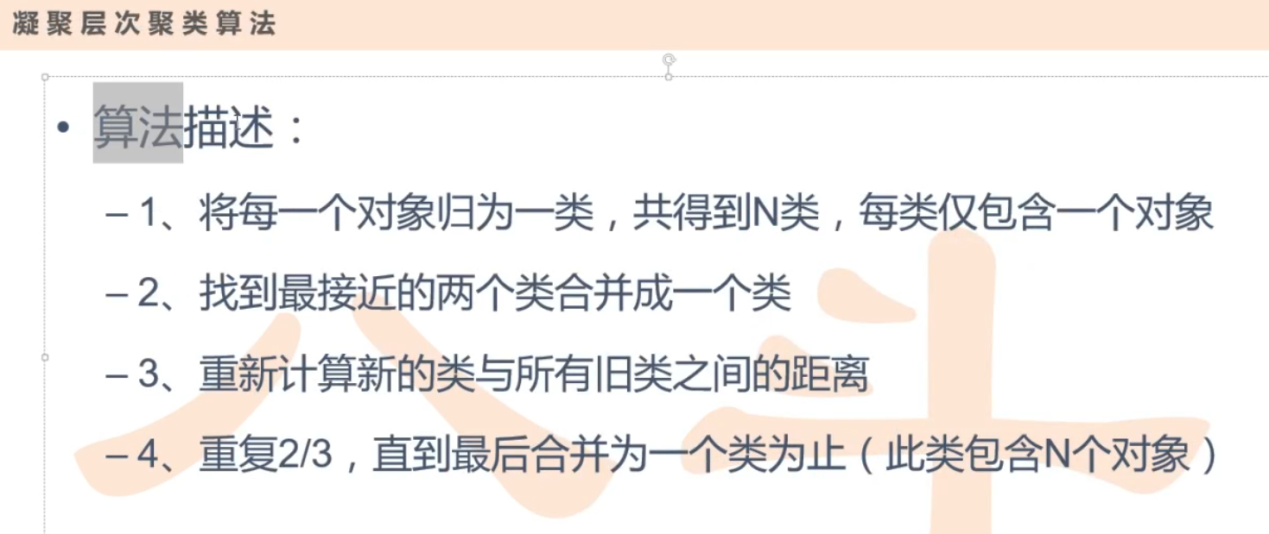 凝聚层次聚类算法
• 算法描述：
– 1、将每一个对象归为一类，共得到N类，每类仅包含一个对象
– 2、找到最接近的两个类合并成一个类
– 3、重新计算新的类与所有旧类之间的距离
– 4、重复2/3，直到最后合并为一个类为止（此类包含N个对象）
八斗